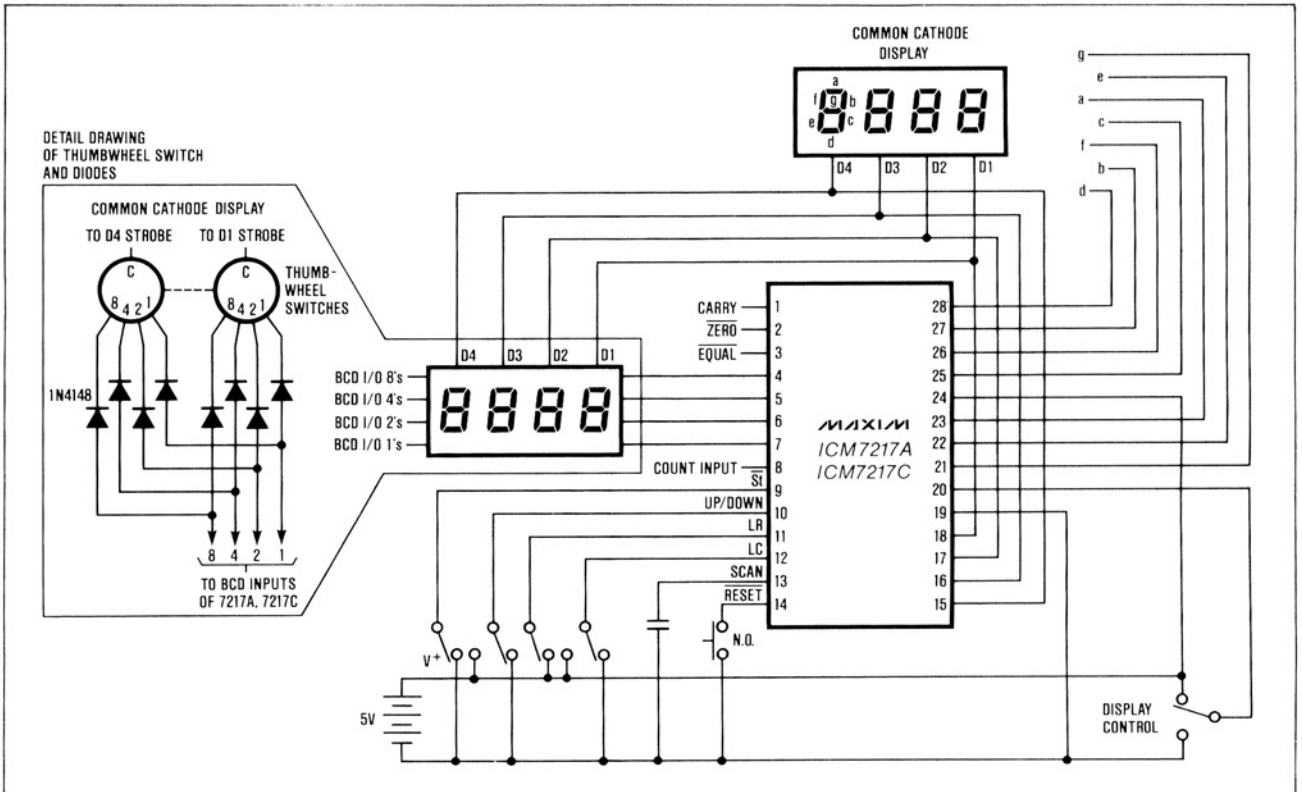 COMMON CATHODE
DISPLAY
a
f g b
e c
d
D4 D3 D2 D1
g
e
a
c
f
b
d
DETAIL DRAWING
OF THUMBWHEEL SWITCH
AND DIODES
COMMON CATHODE DISPLAY
TO D4 STROBE TO D1 STROBE
C C
8 4 2 1 8 4 2 1
THUMB-
WHEEL
SWITCHES
1N4148
8 4 2 1
TO BCD INPUTS
OF 7217A, 7217C
D4 D3 D2 D1
BCD I/O 8's
BCD I/O 4's
BCD I/O 2's
BCD I/O 1's
8888
8888
CARRY 1
ZERO 2
EQUAL 3
4
5
6
7
COUNT INPUT 8
St 9
UP/DOWN 10
LR 11
LC 12
SCAN 13
RESET 14
MAXIM
ICM7217A
ICM7217C
28
27
26
25
24
23
22
21
20
19
18
17
16
15
N.O.
V+
5V
DISPLAY
CONTROL